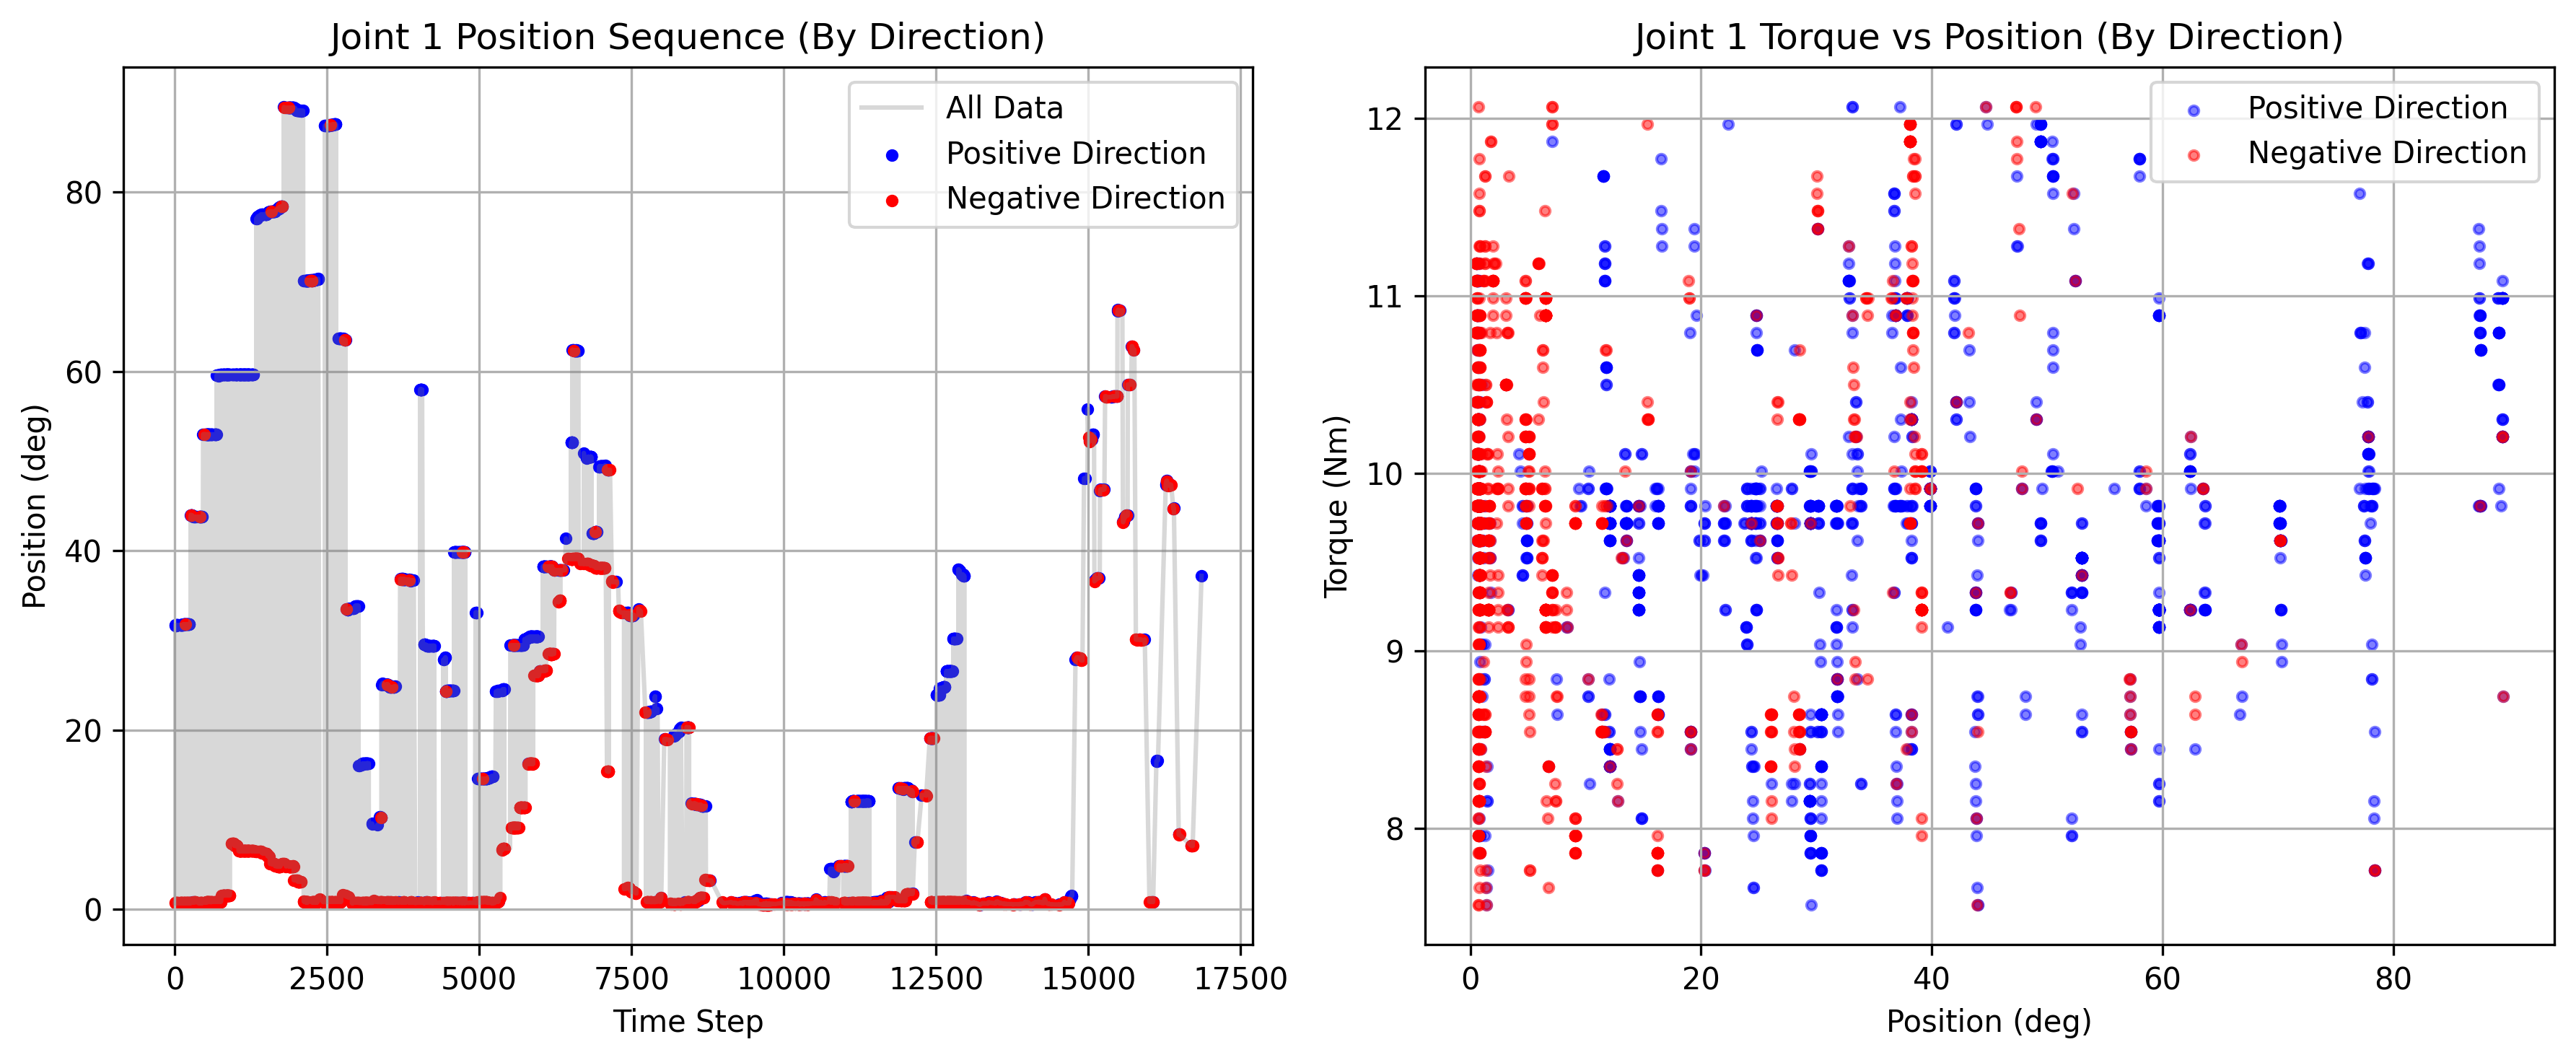 Joint 1 Position Sequence (By Direction)
Position (deg)
80
60
40
20
0
All Data
Positive Direction
Negative Direction
0
2500
5000
7500
10000
12500
15000
17500
Time Step
Joint 1 Torque vs Position (By Direction)
Torque (Nm)
12
11
10
9
8
Positive Direction
Negative Direction
0
20
40
60
80
Position (deg)